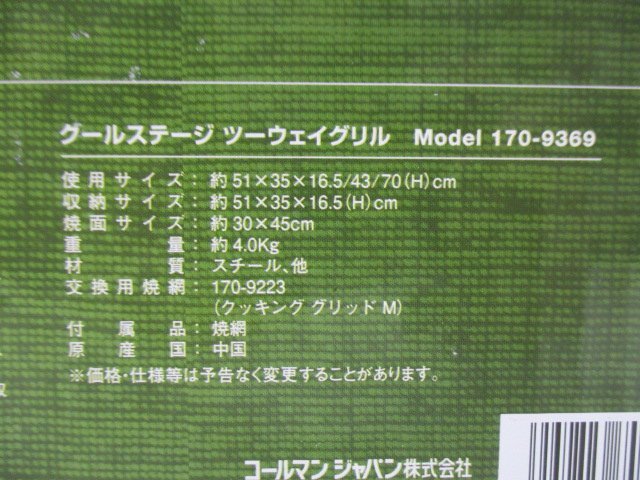 グールステージ ツーウェイグリル Model 170-9369
使用サイズ：約51×35×16.5/43/70(H)cm
収納サイズ：約51×35×16.5(H)cm
焼面サイズ：約30×45cm
重量：約4.0Kg
材質：スチール、他
交換用焼網：170-9223
(クッキング グリッド M)
付属品：焼網
原産国：中国
※価格・仕様等は予告なく変更することがあります。
コールマン ジャパン株式会社